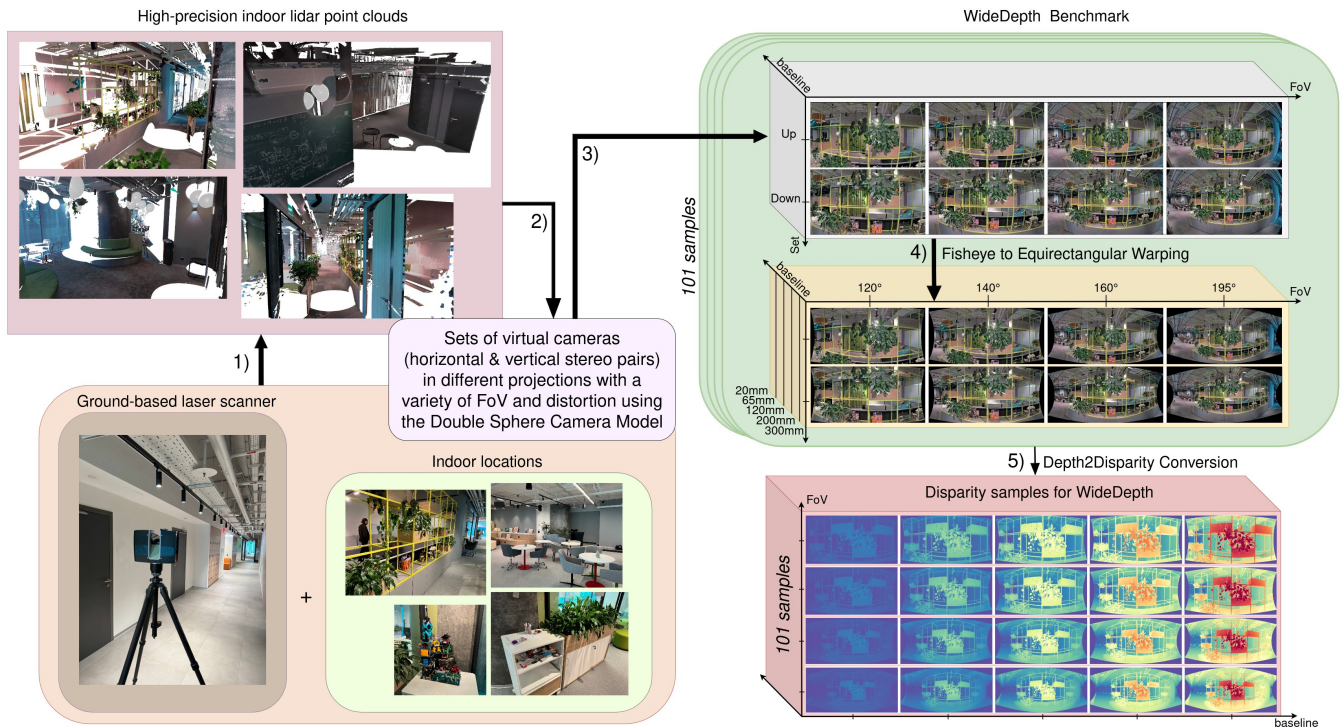 High-precision indoor lidar point clouds
1)
Ground-based laser scanner
+
Indoor locations
2)
Sets of virtual cameras
(horizontal & vertical stereo pairs)
in different projections with a
variety of FoV and distortion using
the Double Sphere Camera Model
3)
WideDepth Benchmark
101 samples
baseline
FoV
Up
Down
Set
4) Fisheye to Equirectangular Warping
baseline
120° 140° 160° 195°
FoV
20mm
65mm
120mm
200mm
300mm
5) Depth2Disparity Conversion
Disparity samples for WideDepth
FoV
101 samples
baseline